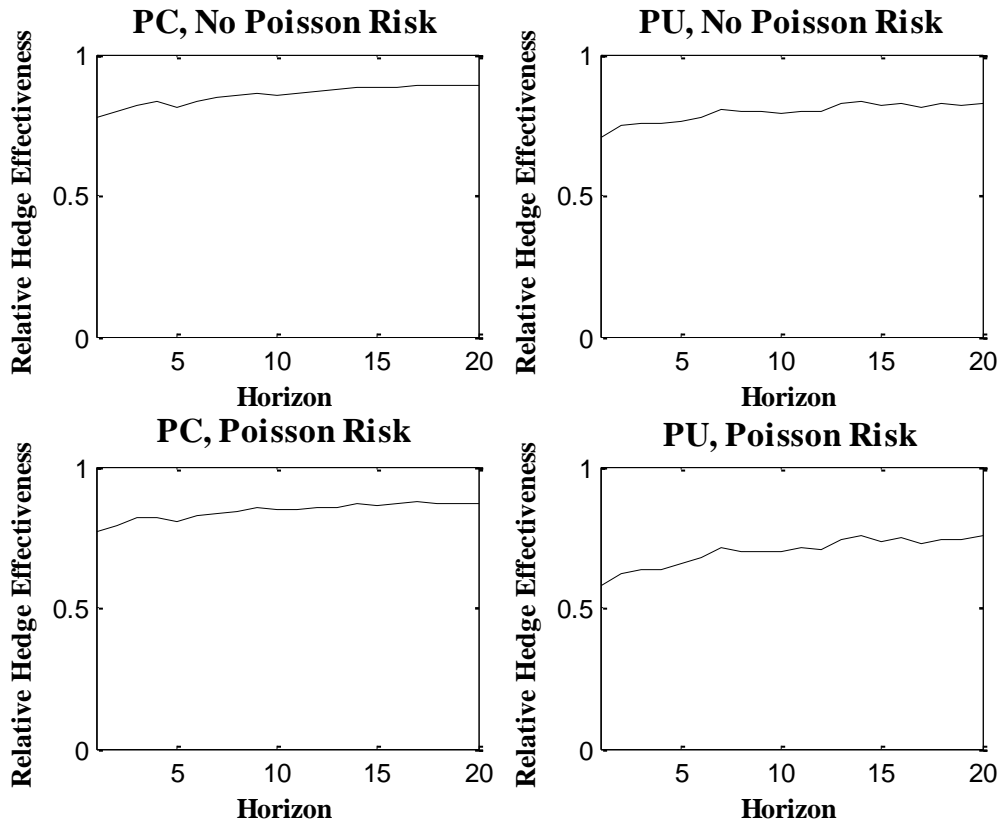 PC, No Poisson Risk
Relative Hedge Effectiveness
1
0.5
0
5 10 15 20
Horizon
PU, No Poisson Risk
Relative Hedge Effectiveness
1
0.5
0
5 10 15 20
Horizon
PC, Poisson Risk
Relative Hedge Effectiveness
1
0.5
0
5 10 15 20
Horizon
PU, Poisson Risk
Relative Hedge Effectiveness
1
0.5
0
5 10 15 20
Horizon